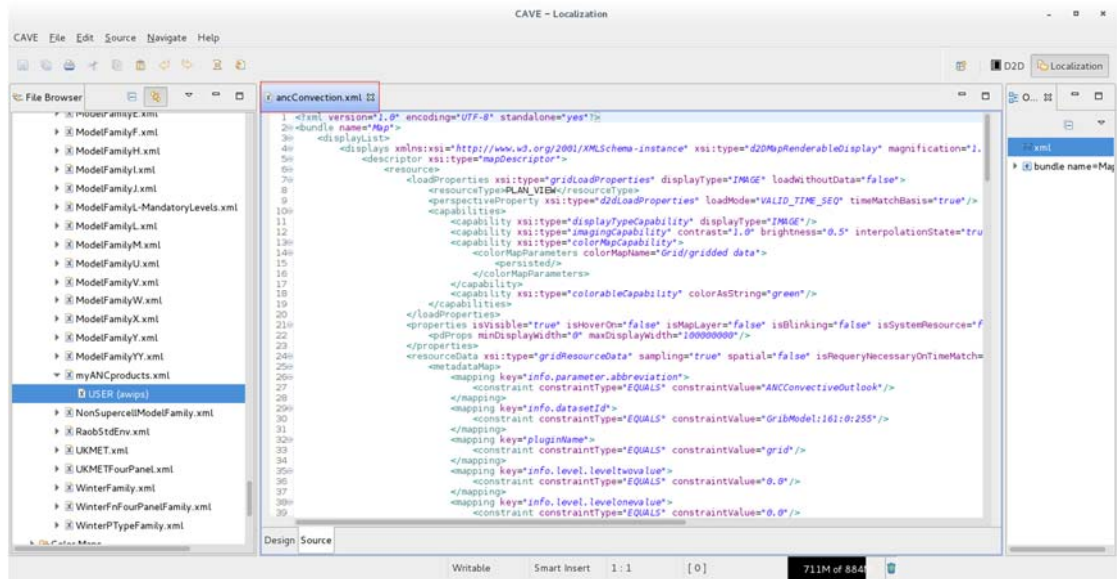 CAVE - Localization
CAVE File Edit Source Navigate Help
D2D Localization
File Browser
ModelFamilyE.xml
ModelFamilyF.xml
ModelFamilyH.xml
ModelFamilyI.xml
ModelFamilyJ.xml
ModelFamilyL-MandatoryLevels.xml
ModelFamilyL.xml
ModelFamilyM.xml
ModelFamilyU.xml
ModelFamilyV.xml
ModelFamilyW.xml
ModelFamilyX.xml
ModelFamilyY.xml
ModelFamilyYY.xml
myANCproducts.xml
USER (awips)
NonSupercellModelFamily.xml
RaobStdEnv.xml
UKMET.xml
UKMETFourPanel.xml
WinterFamily.xml
WinterFnFourPanelFamily.xml
WinterPTypeFamily.xml
Color Maps
ancConvection.xml
1 <?xml version="1.0" encoding="UTF-8" standalone="yes"?>
2 <bundle name="Map">
3 <displayList>
4 <displays xmlns:xsi="http://www.w3.org/2001/XMLSchema-instance" xsi:type="d2DMapRenderableDisplay" magnification="1.
5 <descriptor xsi:type="mapDescriptor">
6 <resource>
7 <loadProperties xsi:type="gridLoadProperties" displayType="IMAGE" loadWithoutData="false">
8 <resourceType>PLAN_VIEW</resourceType>
9 <perspectiveProperty xsi:type="d2dLoadProperties" loadMode="VALID_TIME_SEQ" timeMatchBasis="true"/>
10 <capabilities>
11 <capability xsi:type="displayTypeCapability" displayType="IMAGE"/>
12 <capability xsi:type="imagingCapability" contrast="1.0" brightness="0.5" interpolationState="tru
13 <capability xsi:type="colorMapCapability">
14 <colorMapParameters colorMapName="Grid/gridded data">
15 <persisted/>
16 </colorMapParameters>
17 </capability>
18 <capability xsi:type="colorableCapability" colorAsString="green"/>
19 </capabilities>
20 </loadProperties>
21 <properties isVisible="true" isHoverOn="false" isMapLayer="false" isBlinking="false" isSystemResource="f
22 <pdProps minDisplayWidth="0" maxDisplayWidth="100000000"/>
23 </properties>
24 <resourceData xsi:type="gridResourceData" sampling="true" spatial="false" isRequeryNecessaryOnTimeMatch=
25 <metadataMap>
26 <mapping key="info.parameter.abbreviation">
27 <constraint constraintType="EQUALS" constraintValue="ANCConvectiveOutlook"/>
28 </mapping>
29 <mapping key="info.datasetId">
30 <constraint constraintType="EQUALS" constraintValue="GribModel:161:0:255"/>
31 </mapping>
32 <mapping key="pluginName">
33 <constraint constraintType="EQUALS" constraintValue="grid"/>
34 </mapping>
35 <mapping key="info.level.leveltwovalue">
36 <constraint constraintType="EQUALS" constraintValue="0.0"/>
37 </mapping>
38 <mapping key="info.level.levelonevalue">
39 <constraint constraintType="EQUALS" constraintValue="0.0"/>
Design Source
O...
xml
bundle name=Map
Writable Smart Insert 1 : 1 [ 0 ] 711M of 884M